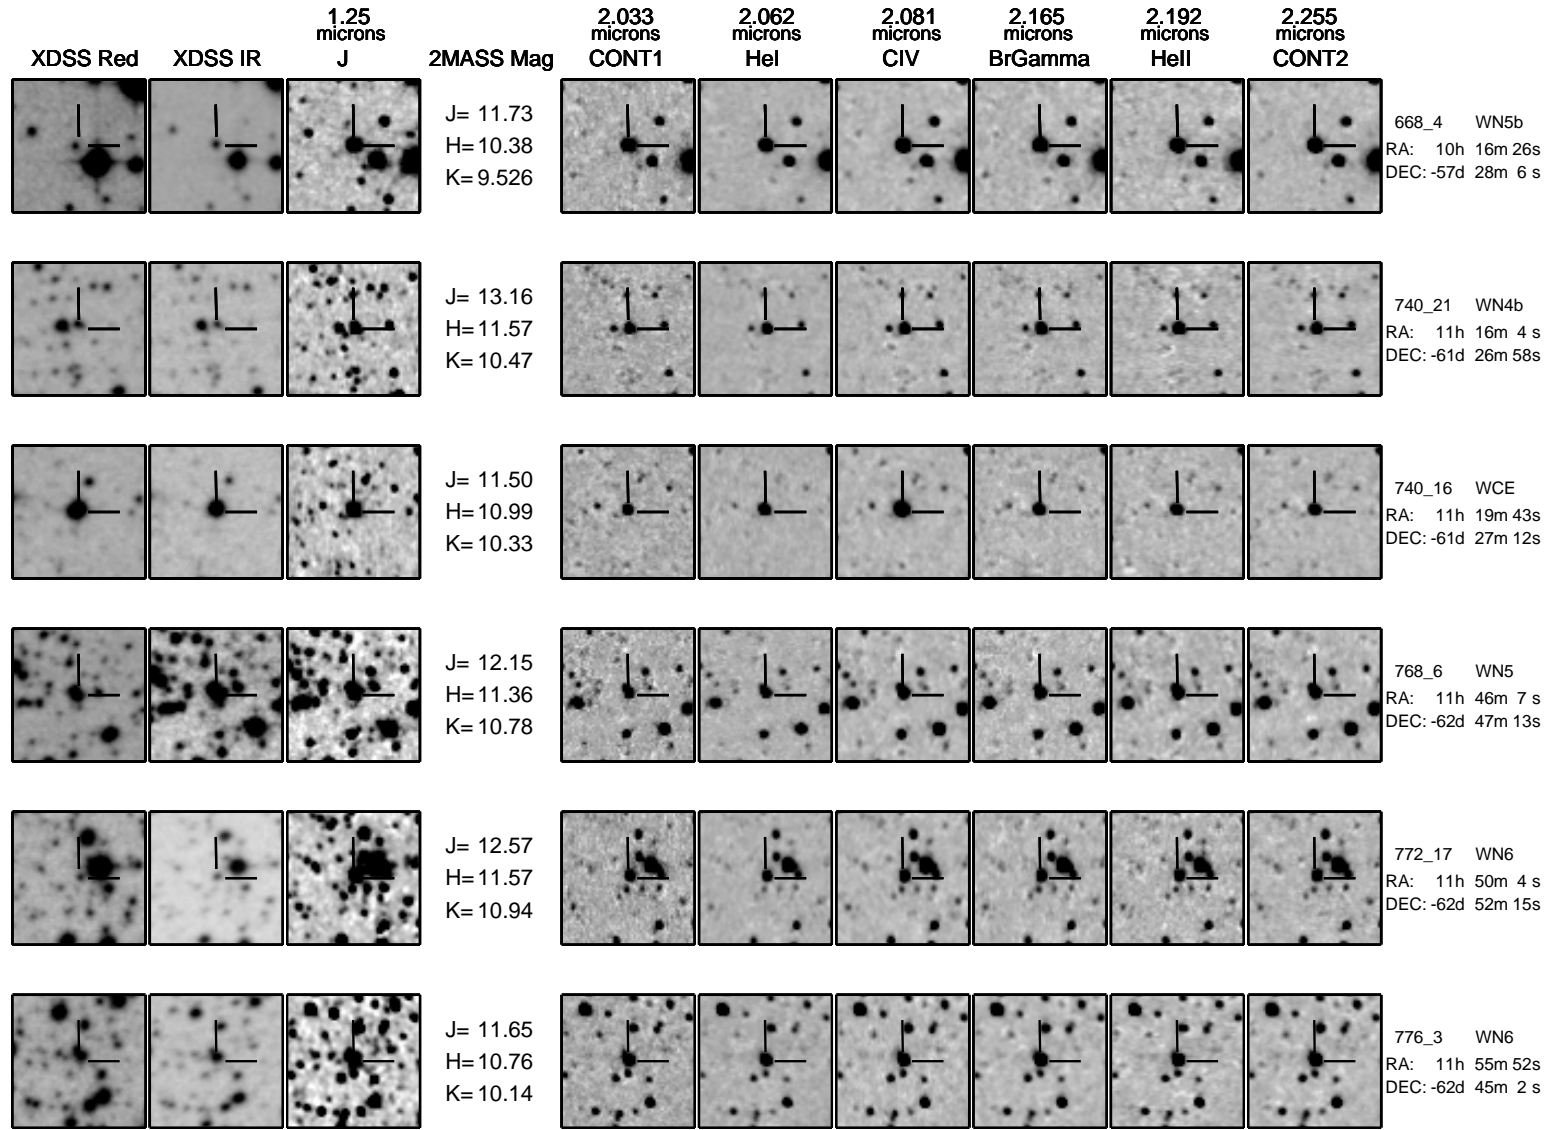 1.25 microns
2.033 microns
2.062 microns
2.081 microns
2.165 microns
2.192 microns
2.255 microns
XDSS Red XDSS IR J 2MASS Mag CONT1 HeI CIV BrGamma HeII CONT2
J= 11.73
H= 10.38
K= 9.526
668_4 WN5b
RA: 10h 16m 26s
DEC: -57d 28m 6 s
J= 13.16
H= 11.57
K= 10.47
740_21 WN4b
RA: 11h 16m 4 s
DEC: -61d 26m 58s
J= 11.50
H= 10.99
K= 10.33
740_16 WCE
RA: 11h 19m 43s
DEC: -61d 27m 12s
J= 12.15
H= 11.36
K= 10.78
768_6 WN5
RA: 11h 46m 7 s
DEC: -62d 47m 13s
J= 12.57
H= 11.57
K= 10.94
772_17 WN6
RA: 11h 50m 4 s
DEC: -62d 52m 15s
J= 11.65
H= 10.76
K= 10.14
776_3 WN6
RA: 11h 55m 52s
DEC: -62d 45m 2 s